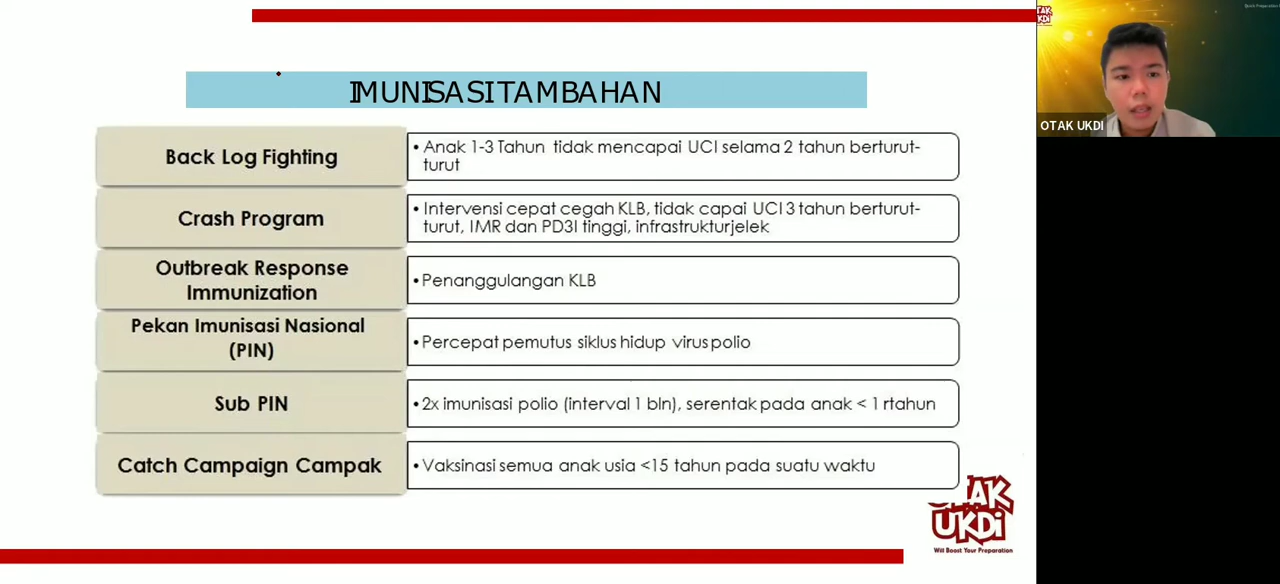 IMUNISASI TAMBAHAN
Back Log Fighting
• Anak 1-3 Tahun tidak mencapai UCI selama 2 tahun berturut-
turut
Crash Program
• Intervensi cepat cegah KLB, tidak capai UCI 3 tahun berturut-
turut, IMR dan PD3I tinggi, infrastrukturjelek
Outbreak Response
Immunization
• Penanggulangan KLB
Pekan Imunisasi Nasional
(PIN)
• Percepat pemutus siklus hidup virus polio
Sub PIN
• 2x imunisasi polio (interval 1 bln), serentak pada anak < 1 rtahun
Catch Campaign Campak
• Vaksinasi semua anak usia <15 tahun pada suatu waktu
OTAK UKDI
UKDI
Will Boost Your Preparation